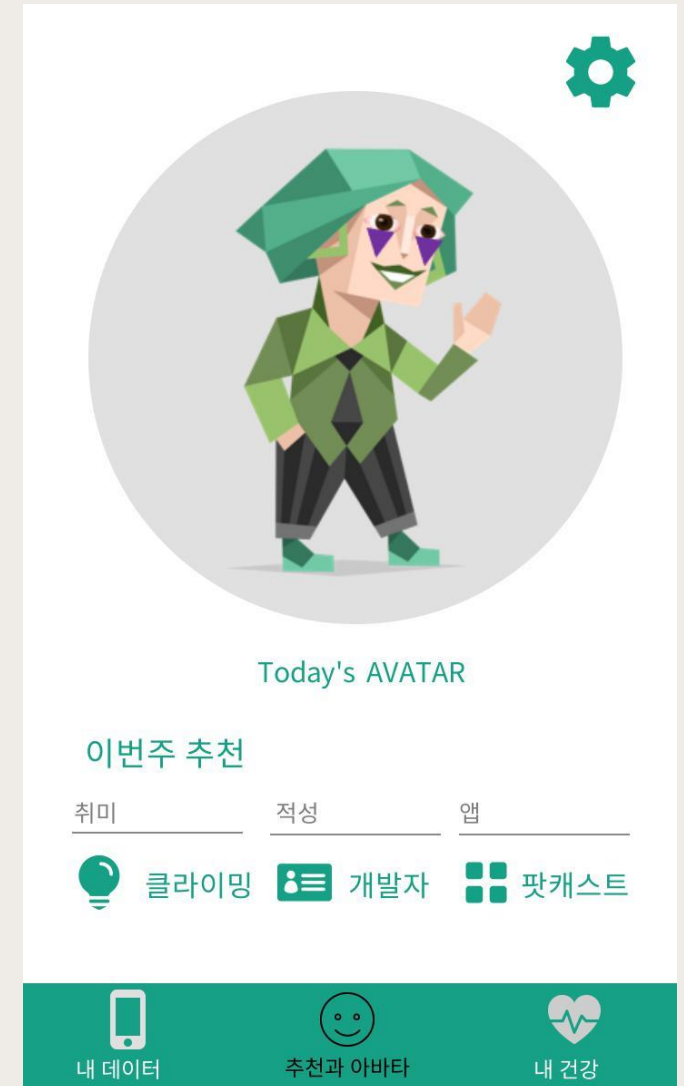 Today's AVATAR
이번주 추천
취미 적성 앱
클라이밍 개발자 팟캐스트
내 데이터 추천과 아바타 내 건강